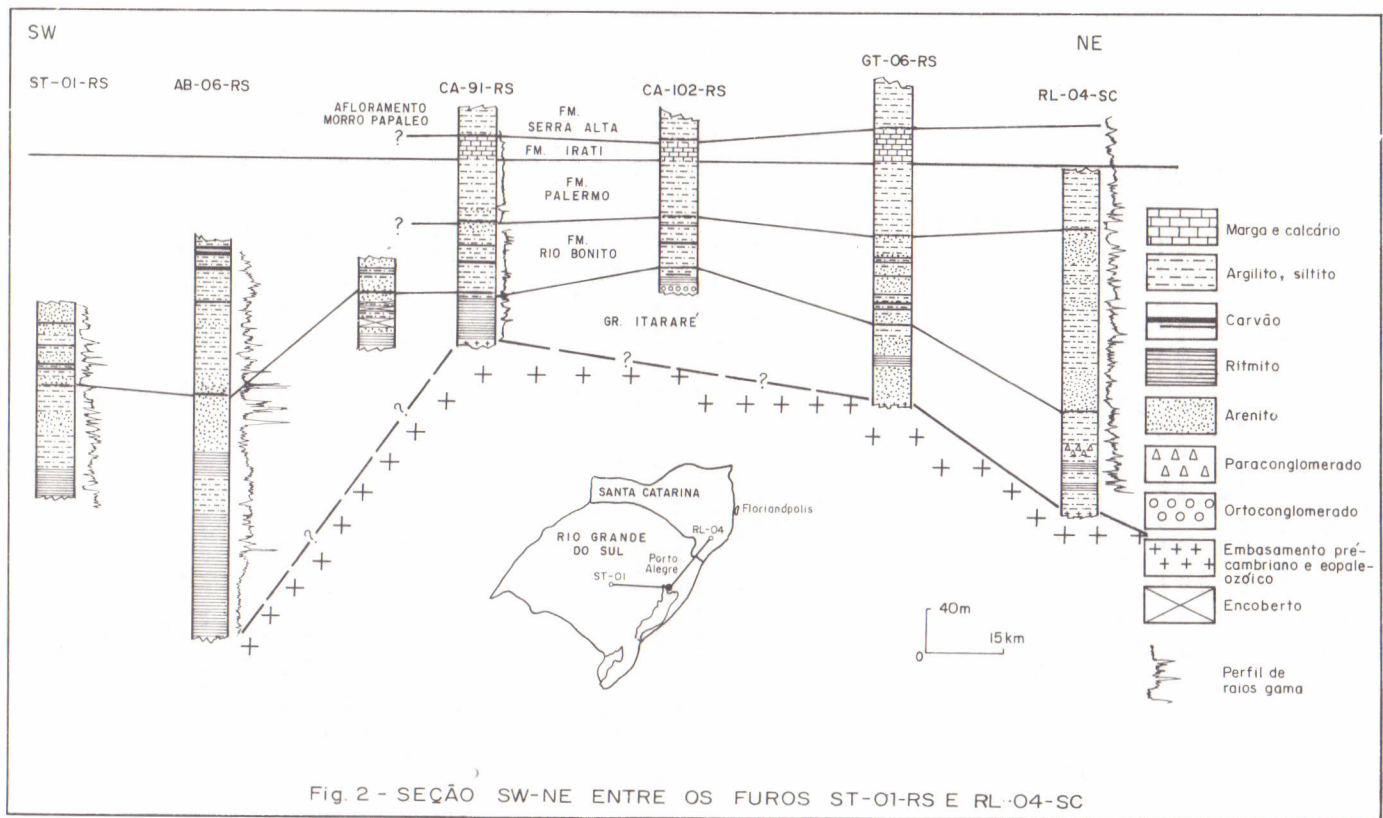 SW
NE
ST-01-RS
AB-06-RS
AFLORAMENTO
MORRO PAPALEO
CA-91-RS
CA-102-RS
GT-06-RS
RL-04-SC
?
FM.
SERRA ALTA
FM. IRATI
FM.
PALERMO
?
FM.
RIO BONITO
GR. ITARARÉ
?
?
?
?
SANTA CATARINA
Florianópolis
RL-04
RIO GRANDE
DO SUL
Porto
Alegre
ST-01
40m
15km
0
Marga e calcário
Argilito, siltito
Carvão
Ritmito
Arenito
Paraconglomerado
Ortoconglomerado
Embasamento pré-
cambriano e eopale-
ozóico
Encoberto
Perfil de
raios gama
Fig. 2 - SEÇÃO SW-NE ENTRE OS FUROS ST-01-RS E RL-04-SC